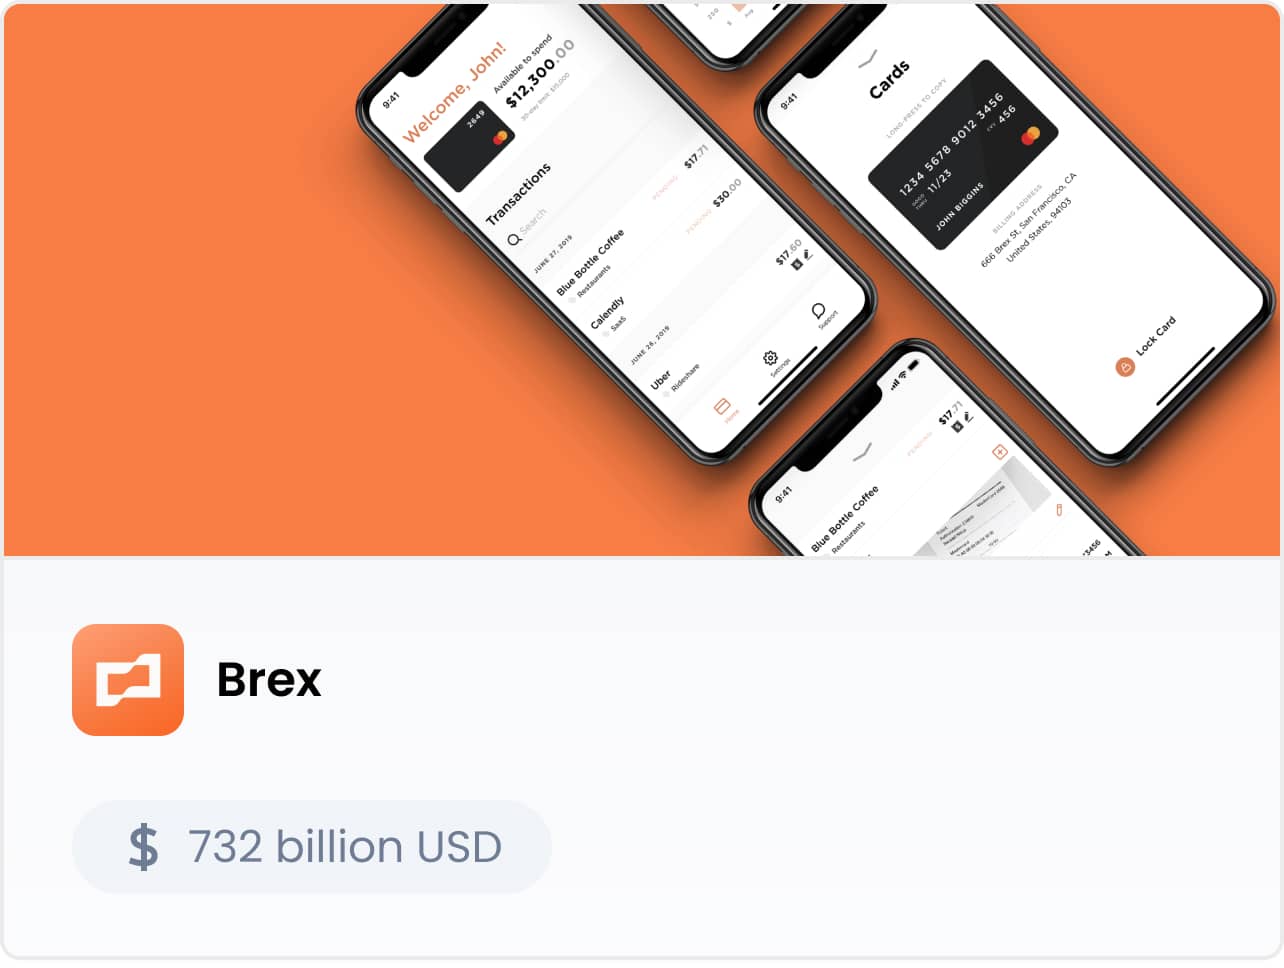 9:41
Welcome, John!
2649
Available to spend
$12,300.00
30-day limit: $15,000
Transactions
Search
JUNE 27, 2019
Blue Bottle Coffee
Restaurants
PENDING
$17.71
Calendly
SaaS
PENDING
$30.00
JUNE 26, 2019
Uber
Rideshare
$17.60
Home
Settings
Support
250
$
Aug
9:41
Cards
LONG-PRESS TO COPY
1234 5678 9012 3456
GOOD THRU 11/23
CVV 456
JOHN BIGGINS
BILLING ADDRESS
666 Brex St, San Francisco, CA
United States, 94103
Lock Card
9:41
Blue Bottle Coffee
Restaurants
PENDING
$17.71
3456
Brex
$ 732 billion USD